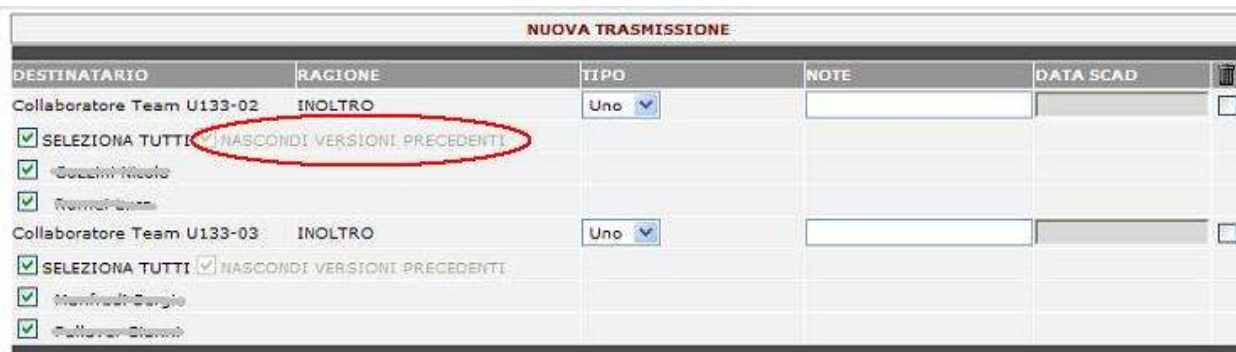 NUOVA TRASMISSIONE
DESTINATARIO RAGIONE TIPO NOTE DATA SCAD
Collaboratore Team U133-02 INOLTRO Uno
SELEZIONA TUTTI NASCONDI VERSIONI PRECEDENTI
Collaboratore Team U133-03 INOLTRO Uno
SELEZIONA TUTTI NASCONDI VERSIONI PRECEDENTI